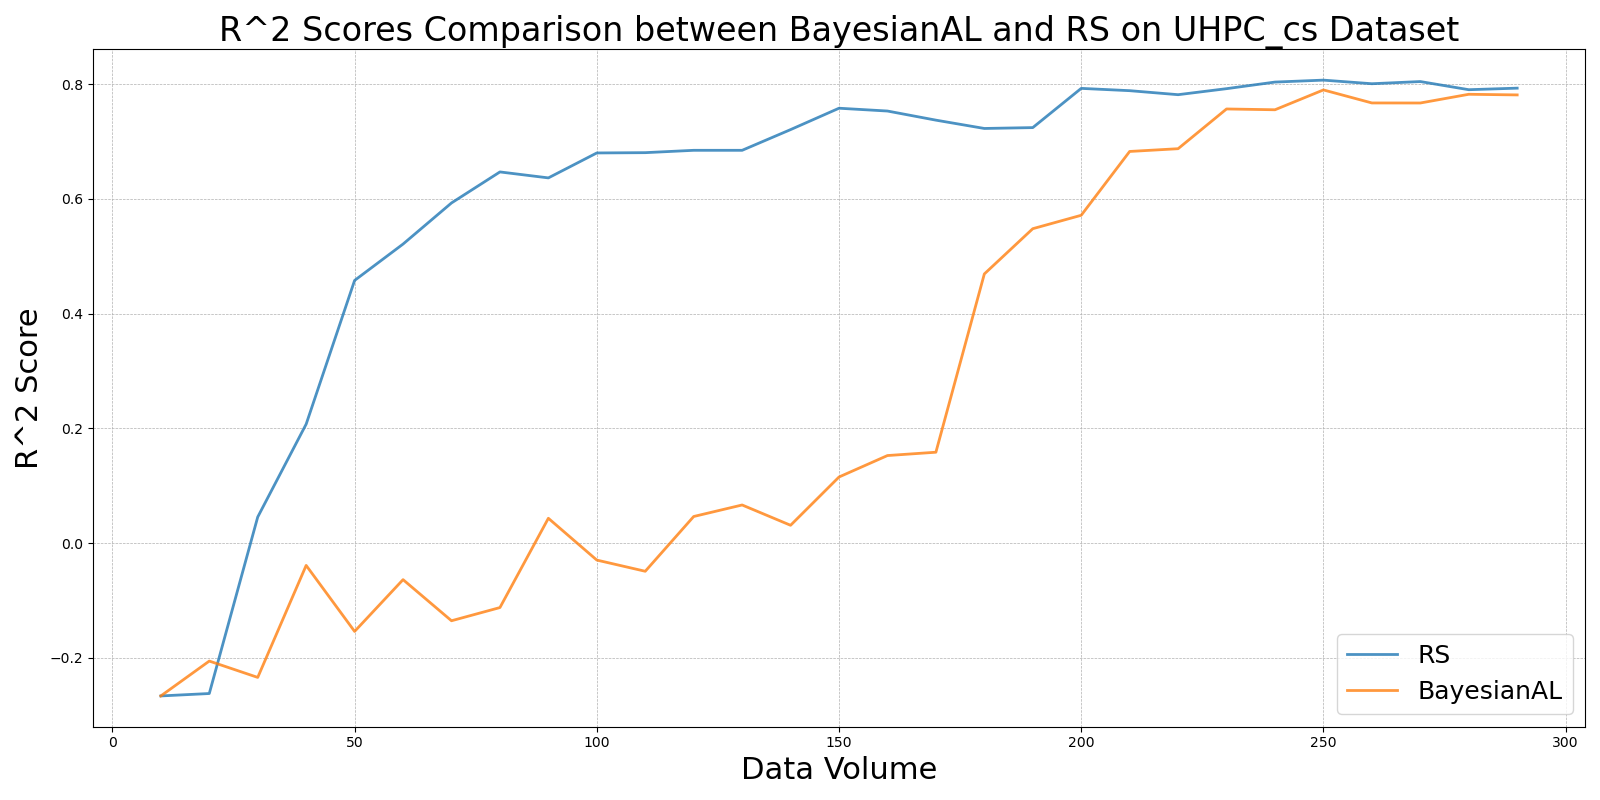 R^2 Scores Comparison between BayesianAL and RS on UHPC_cs Dataset
R^2 Score
0.8
0.6
0.4
0.2
0.0
−0.2
0 50 100 150 200 250 300
Data Volume
RS
BayesianAL